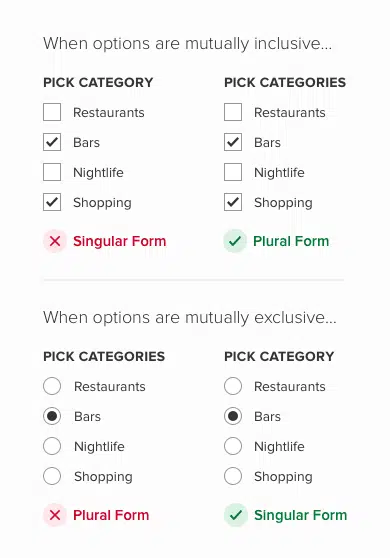 When options are mutually inclusive...
PICK CATEGORY
Restaurants
Bars
Nightlife
Shopping
Singular Form
PICK CATEGORIES
Restaurants
Bars
Nightlife
Shopping
Plural Form
When options are mutually exclusive...
PICK CATEGORIES
Restaurants
Bars
Nightlife
Shopping
Plural Form
PICK CATEGORY
Restaurants
Bars
Nightlife
Shopping
Singular Form